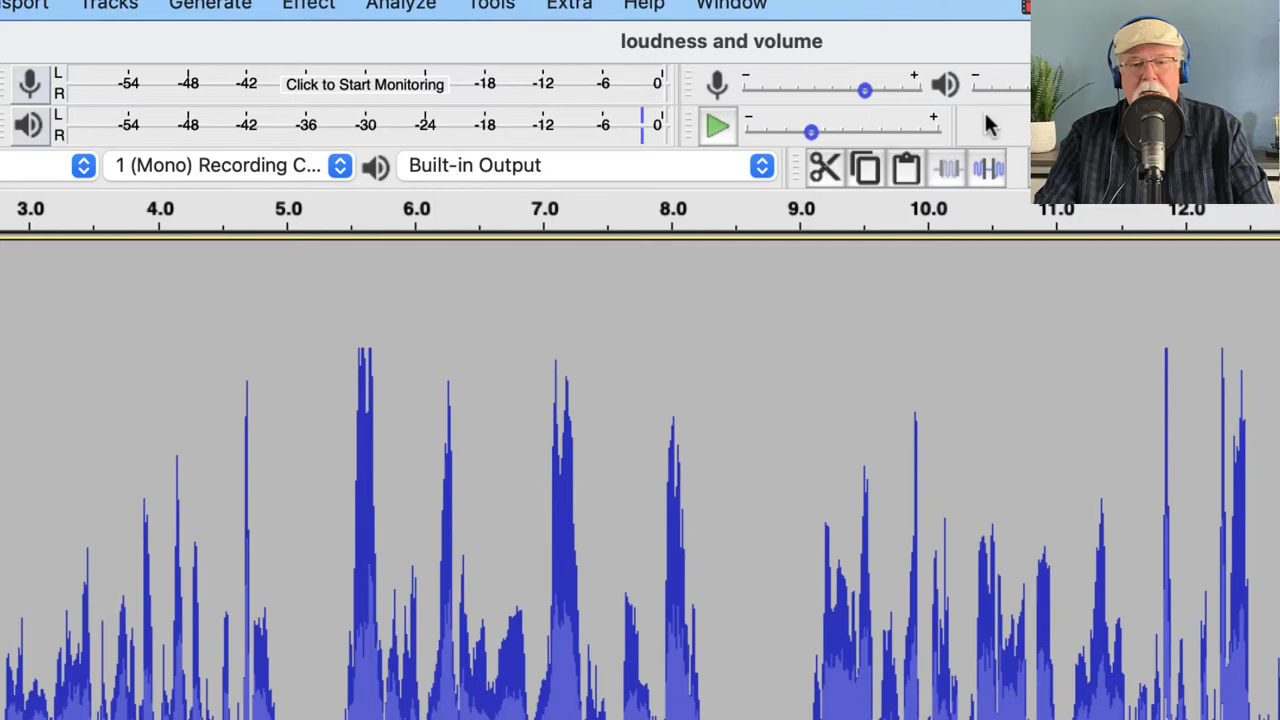 nsport Tracks Generate Effect Analyze Tools Extra Help Window
loudness and volume
L
R
-54 -48 -42 Click to Start Monitoring -18 -12 -6 0
- +
-
L
R
-54 -48 -42 -36 -30 -24 -18 -12 -6 0
- +
1 (Mono) Recording C... Built-in Output
3.0 4.0 5.0 6.0 7.0 8.0 9.0 10.0 11.0 12.0